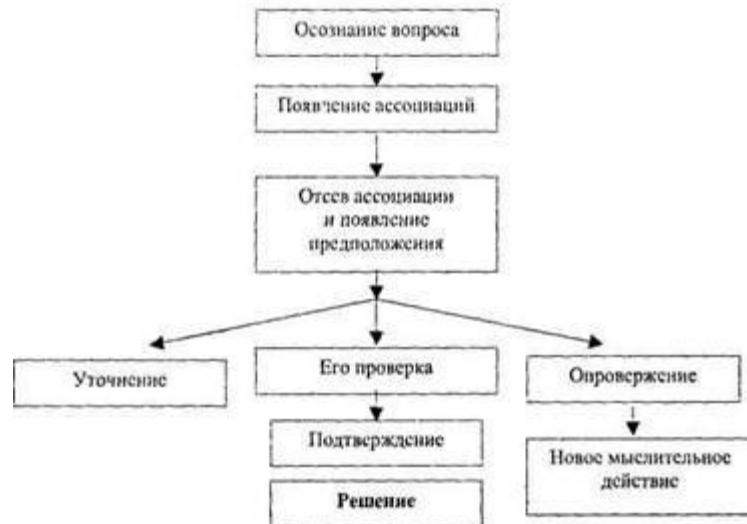 Осознание вопроса
Появление ассоциаций
Отсев ассоциации
и появление
предположения
Уточнение
Его проверка
Опровержение
Подтверждение
Новое мыслительное
действие
Решение